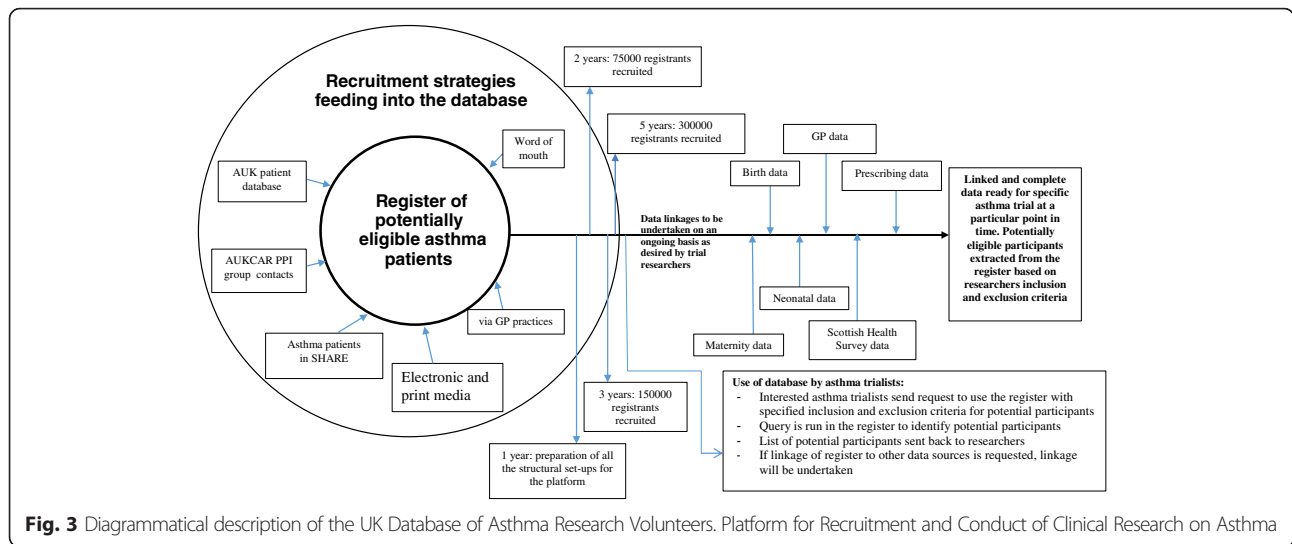 Recruitment strategies
feeding into the database
AUK patient
database
Word of
mouth
Register of
potentially
eligible asthma
patients
AUKCAR PPI
group contacts
Asthma patients
in SHARE
Electronic and
print media
via GP practices
2 years: 75000 registrants
recruited
5 years: 300000
registrants recruited
3 years: 150000
registrants
recruited
1 year: preparation of all
the structural set-ups for
the platform
Data linkages to be
undertaken on an
ongoing basis as
desired by trial
researchers
Birth data
GP data
Prescribing data
Maternity data
Neonatal data
Scottish Health
Survey data
Linked and complete
data ready for specific
asthma trial at a
particular point in
time. Potentially
eligible participants
extracted from the
register based on
researchers inclusion
and exclusion criteria
Use of database by asthma trialists:
- Interested asthma trialists send request to use the register with
specified inclusion and exclusion criteria for potential participants
- Query is run in the register to identify potential participants
- List of potential participants sent back to researchers
- If linkage of register to other data sources is requested, linkage
will be undertaken
Fig. 3 Diagrammatical description of the UK Database of Asthma Research Volunteers. Platform for Recruitment and Conduct of Clinical Research on Asthma